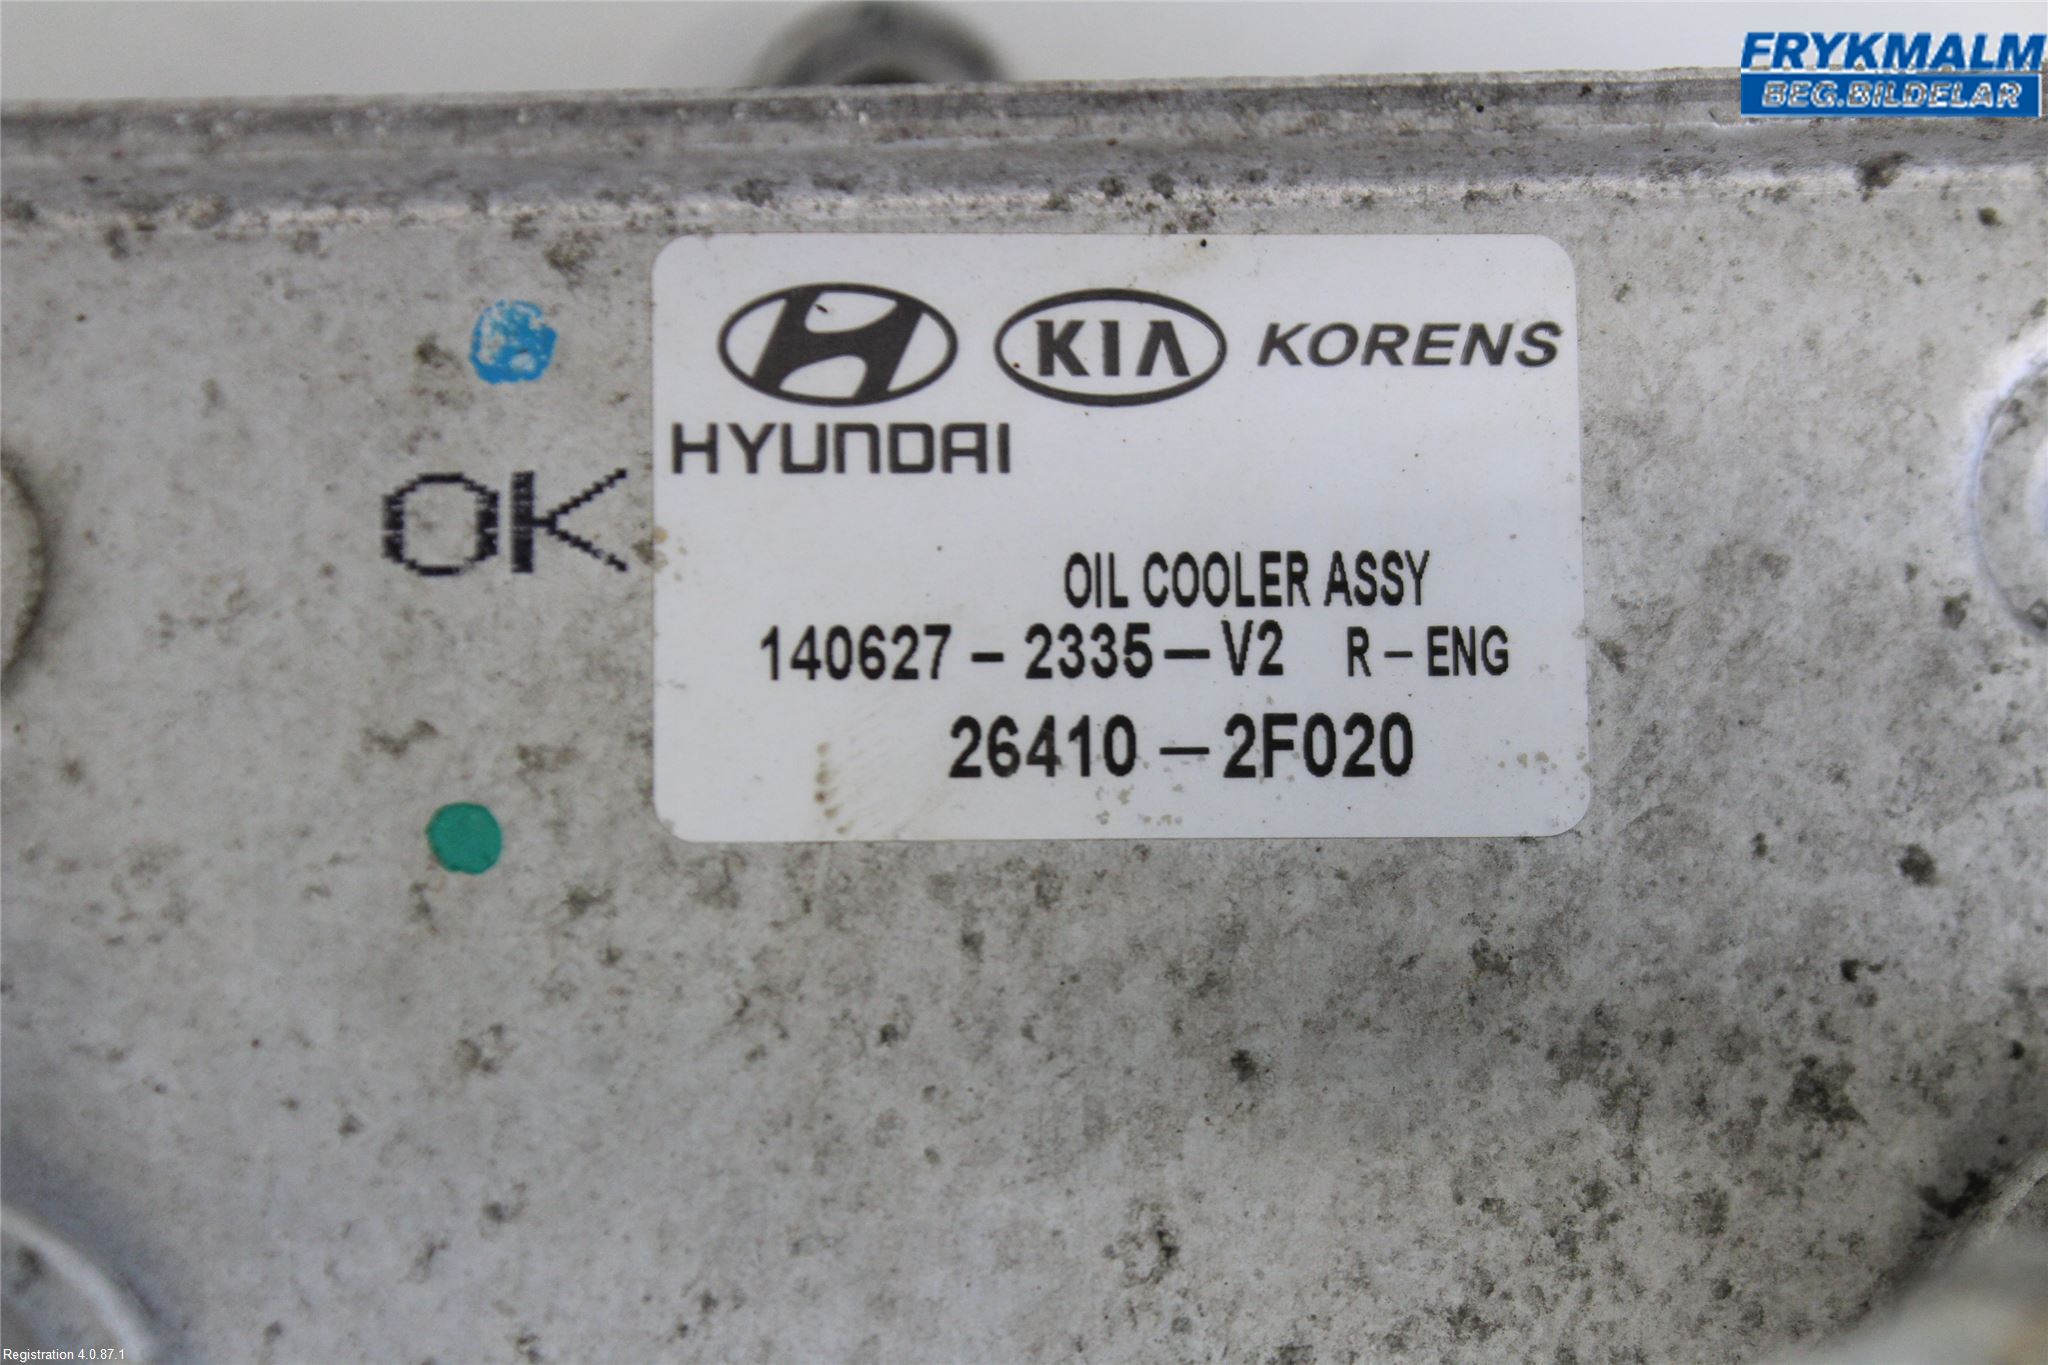 FRYKMALM
BEG.BILDELAR
KIA KORENS
HYUNDAI
OK
OIL COOLER ASSY
140627-2335-V2 R-ENG
26410-2F020
Registration 4.0.87.1